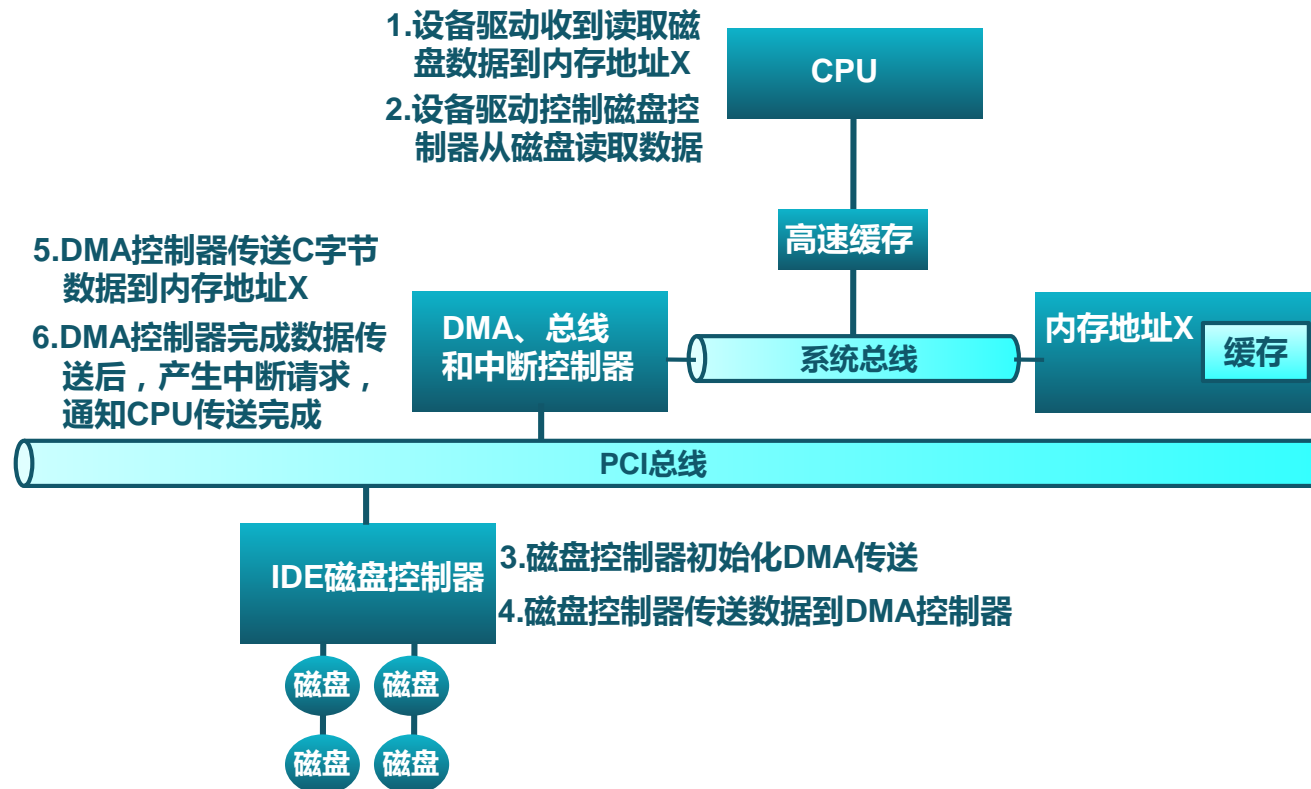 1.设备驱动收到读取磁
盘数据到内存地址X
2.设备驱动控制磁盘控
制器从磁盘读取数据
CPU
高速缓存
5.DMA控制器传送C字节
数据到内存地址X
6.DMA控制器完成数据传
送后，产生中断请求，
通知CPU传送完成
DMA、总线
和中断控制器
系统总线
内存地址X
缓存
PCI总线
IDE磁盘控制器
3.磁盘控制器初始化DMA传送
4.磁盘控制器传送数据到DMA控制器
磁盘
磁盘
磁盘
磁盘